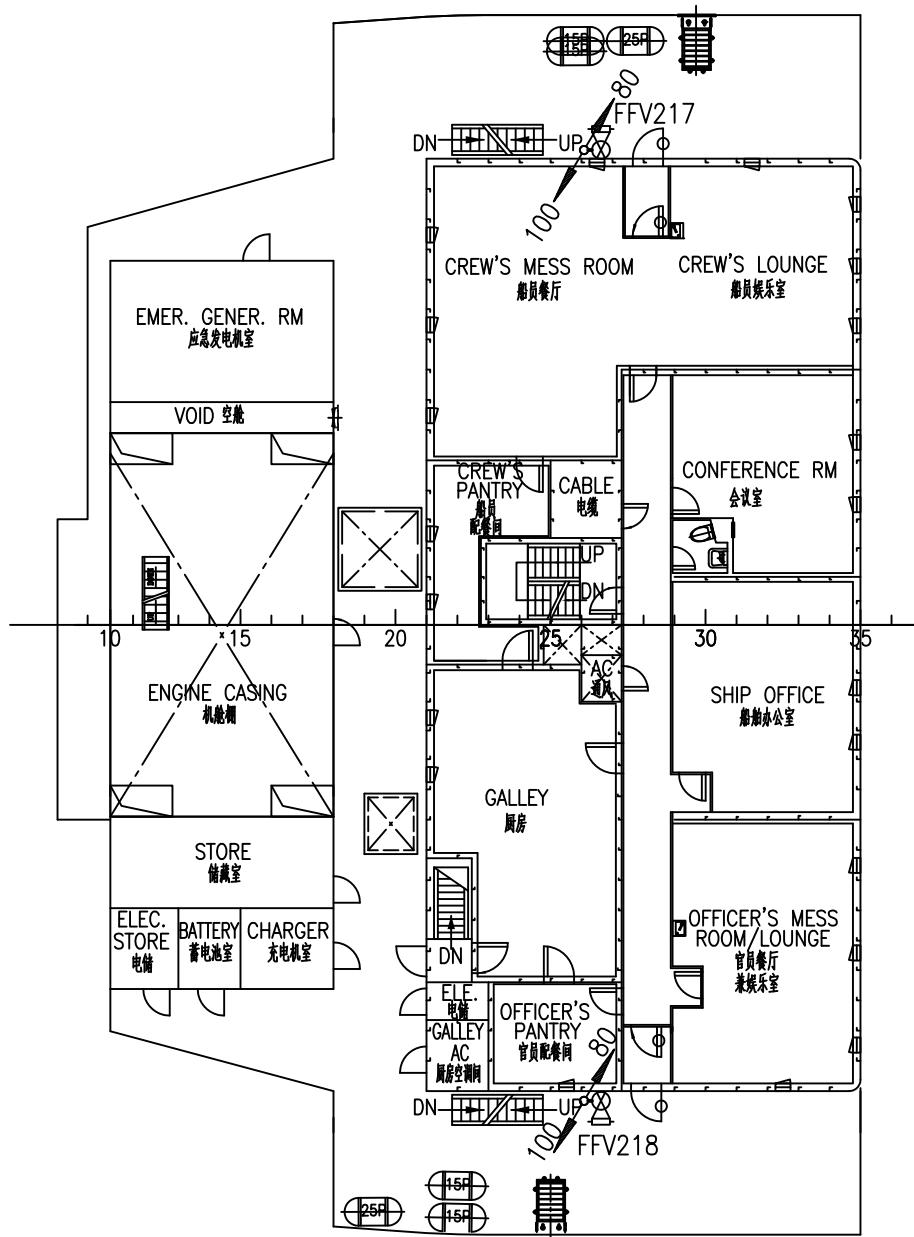 15P
15P
25P
80
FFV217
DN
UP
100
CREW'S MESS ROOM
船员餐厅
CREW'S LOUNGE
船员娱乐室
EMER. GENER. RM
应急发电机室
VOID 空舱
CREW'S
PANTRY
船员
配餐间
CABLE
电缆
CONFERENCE RM
会议室
UP
DN
10
15
20
25
30
35
AC
通风
ENGINE CASING
机舱棚
SHIP OFFICE
船舶办公室
GALLEY
厨房
STORE
储藏室
ELEC.
STORE
电储
BATTERY
蓄电池室
CHARGER
充电机室
DN
OFFICER'S MESS
ROOM/LOUNGE
官员餐厅
兼娱乐室
ELE.
电储
GALLEY
AC
厨房空调间
OFFICER'S
PANTRY
官员配餐间
80
DN
UP
100
FFV218
15P
25P
15P